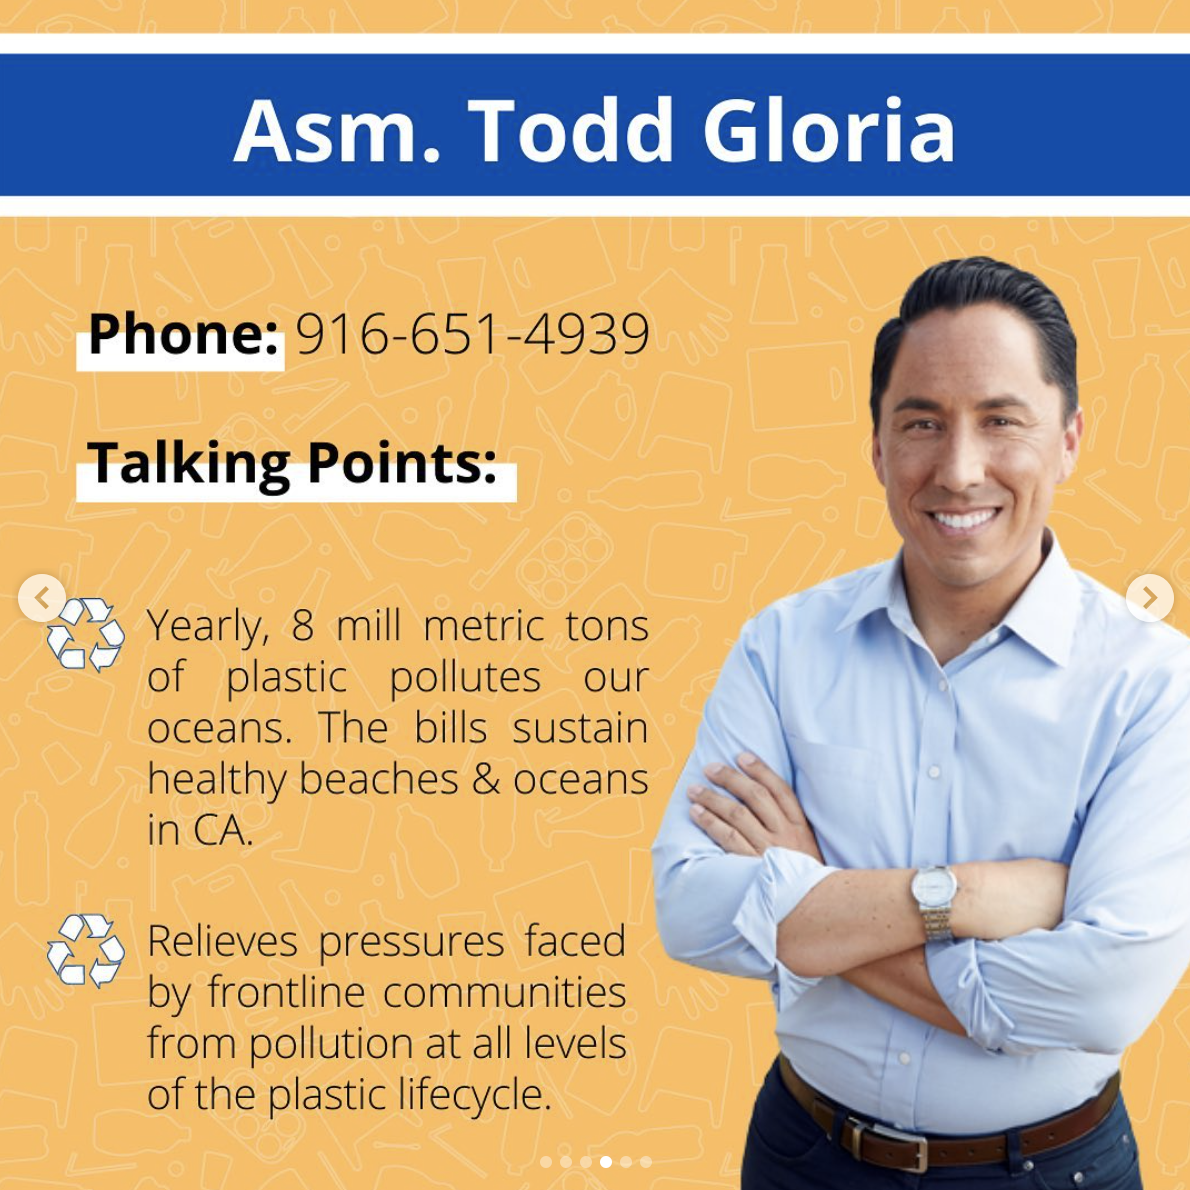 Asm. Todd Gloria
Phone: 916-651-4939
Talking Points:
Yearly, 8 mill metric tons
of plastic pollutes our
oceans. The bills sustain
healthy beaches & oceans
in CA.
Relieves pressures faced
by frontline communities
from pollution at all levels
of the plastic lifecycle.